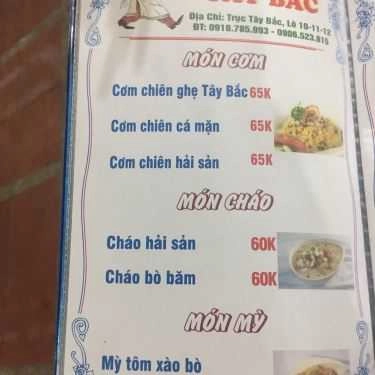 BẮC
Địa Chỉ: Trục Tây Bắc, Lô 10-11-12
ĐT: 0918.785.993 - 0906.523.815
MÓN CƠM
Cơm chiên ghẹ Tây Bắc 65K
Cơm chiên cá mặn 65K
Cơm chiên hải sản 65K
MÓN CHÁO
Cháo hải sản 60K
Cháo bò băm 60K
MÓN MỲ
Mỳ tôm xào bò